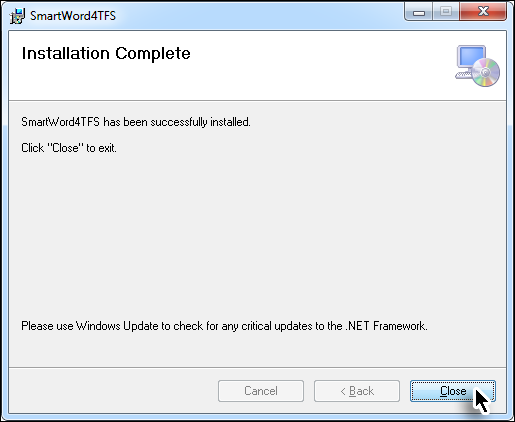 SmartWord4TFS
Installation Complete
SmartWord4TFS has been successfully installed.
Click "Close" to exit.
Please use Windows Update to check for any critical updates to the .NET Framework.
Cancel
< Back
Close